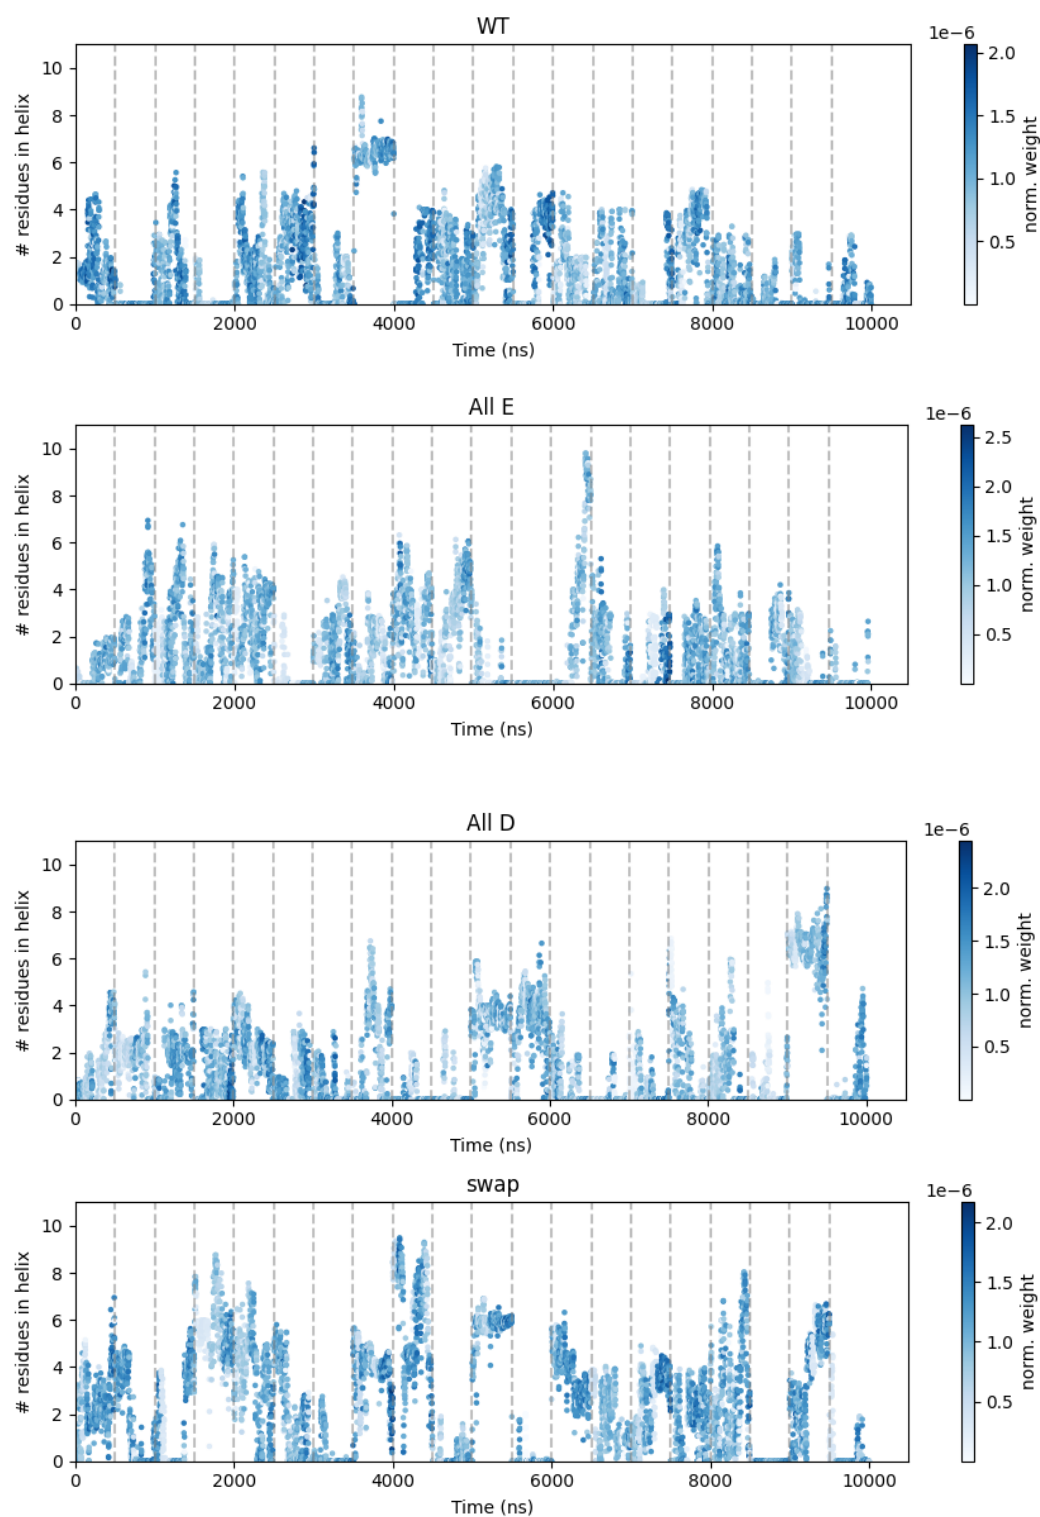 WT
1e−6
10
8
6
4
2
0
# residues in helix
0 2000 4000 6000 8000 10000
Time (ns)
2.0
1.5
1.0
0.5
norm. weight
All E
1e−6
10
8
6
4
2
0
# residues in helix
0 2000 4000 6000 8000 10000
Time (ns)
2.5
2.0
1.5
1.0
0.5
norm. weight
All D
1e−6
10
8
6
4
2
0
# residues in helix
0 2000 4000 6000 8000 10000
Time (ns)
2.0
1.5
1.0
0.5
norm. weight
swap
1e−6
10
8
6
4
2
0
# residues in helix
0 2000 4000 6000 8000 10000
Time (ns)
2.0
1.5
1.0
0.5
norm. weight